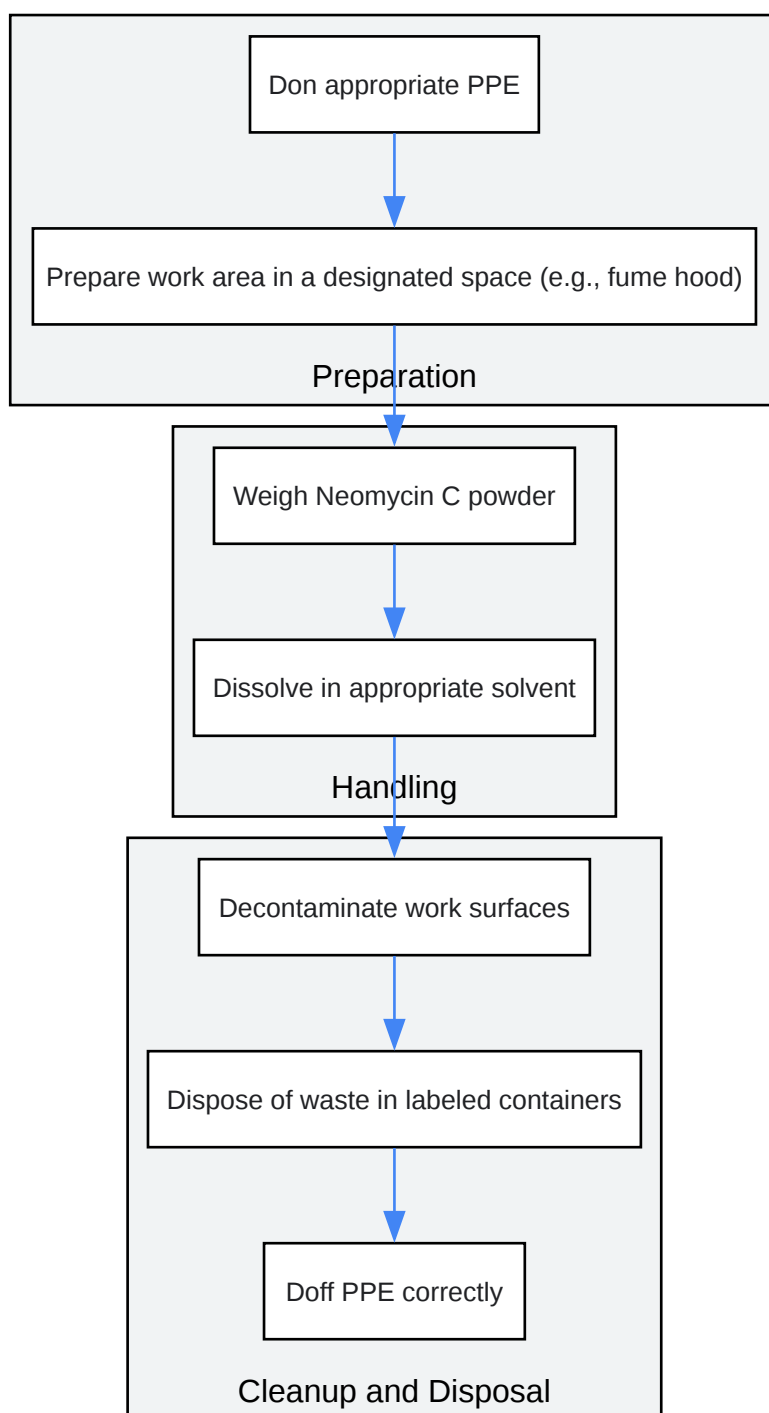 Don appropriate PPE
Prepare work area in a designated space (e.g., fume hood)
Preparation
Weigh Neomycin C powder
Dissolve in appropriate solvent
Handling
Decontaminate work surfaces
Dispose of waste in labeled containers
Doff PPE correctly
Cleanup and Disposal